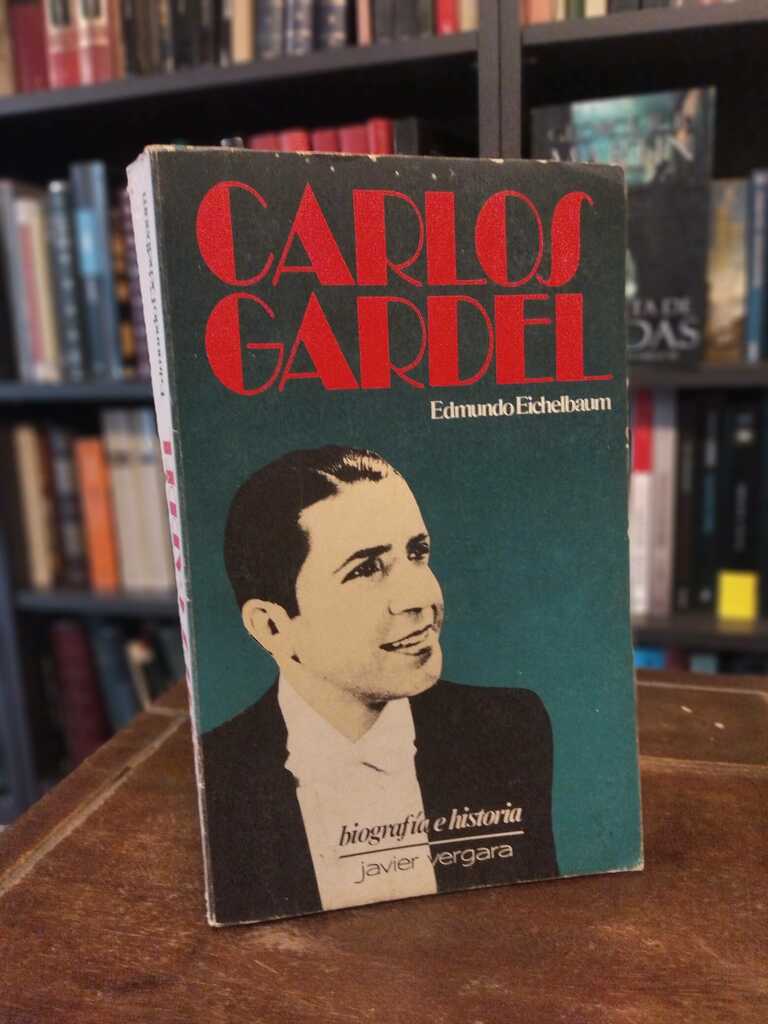 CARLOS
GARDEL
Edmundo Eichelbaum
biografía e historia
javier vergara